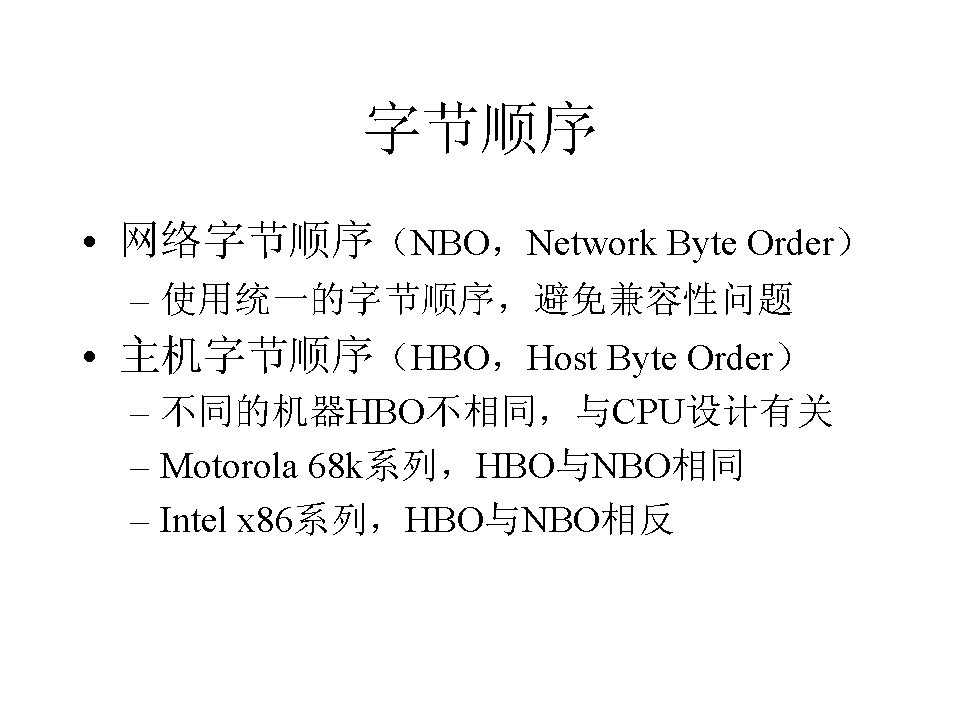 字节顺序
• 网络字节顺序（NBO，Network Byte Order）
– 使用统一的字节顺序，避免兼容性问题
• 主机字节顺序（HBO，Host Byte Order）
– 不同的机器HBO不相同，与CPU设计有关
– Motorola 68k系列，HBO与NBO相同
– Intel x86系列，HBO与NBO相反